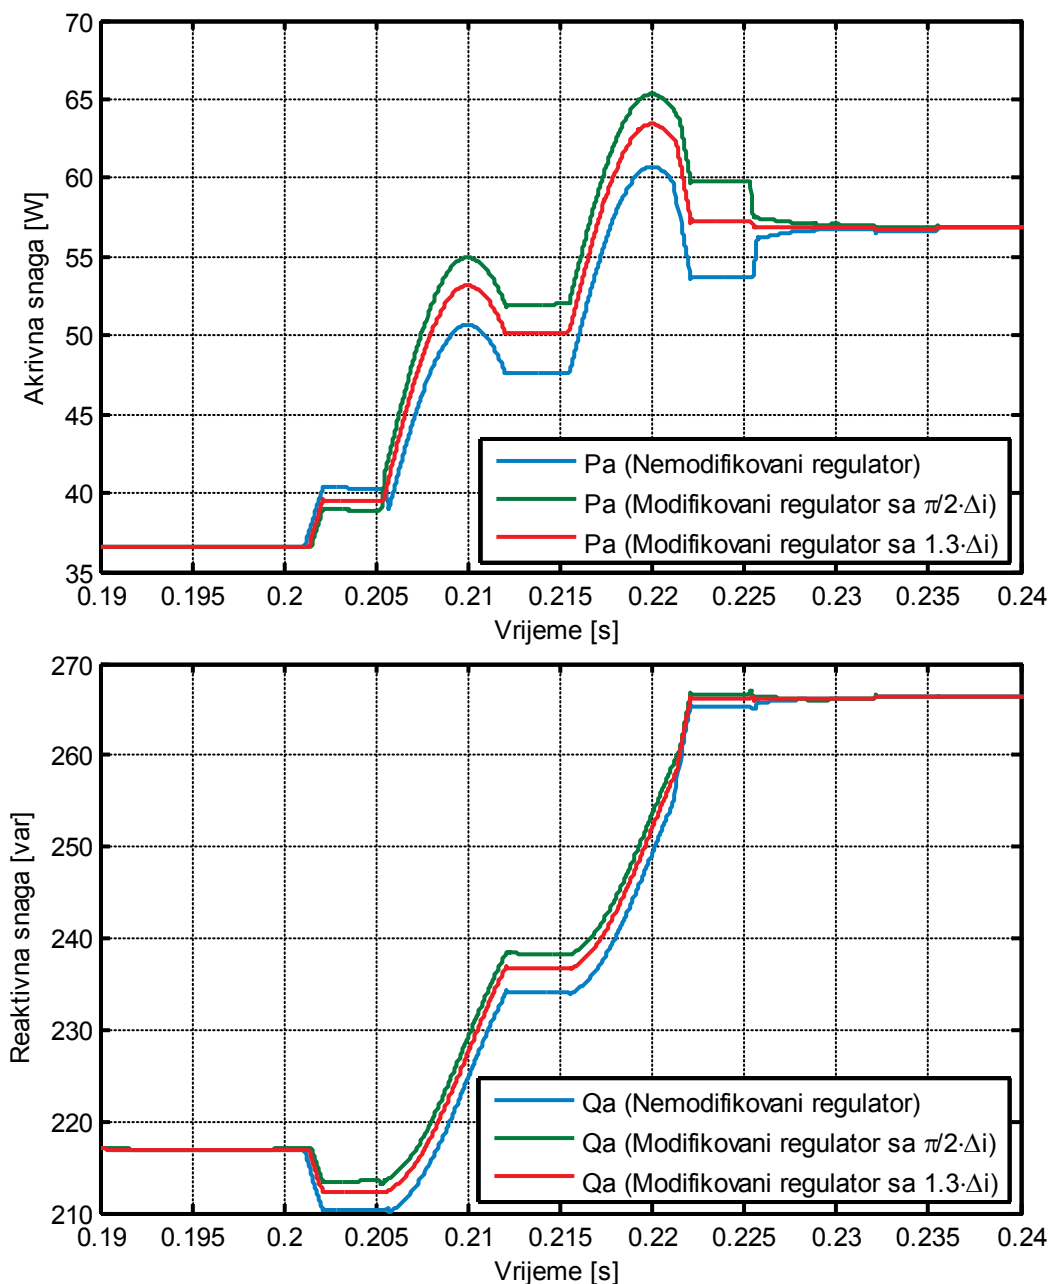 70
65
60
55
50
45
40
35
Akrivna snaga [W]
Pa (Nemodifikovani regulator)
Pa (Modifikovani regulator sa π/2·Δi)
Pa (Modifikovani regulator sa 1.3·Δi)
0.19 0.195 0.2 0.205 0.21 0.215 0.22 0.225 0.23 0.235 0.24
Vrijeme [s]
270
260
250
240
230
220
210
Reaktivna snaga [var]
Qa (Nemodifikovani regulator)
Qa (Modifikovani regulator sa π/2·Δi)
Qa (Modifikovani regulator sa 1.3·Δi)
0.19 0.195 0.2 0.205 0.21 0.215 0.22 0.225 0.23 0.235 0.24
Vrijeme [s]